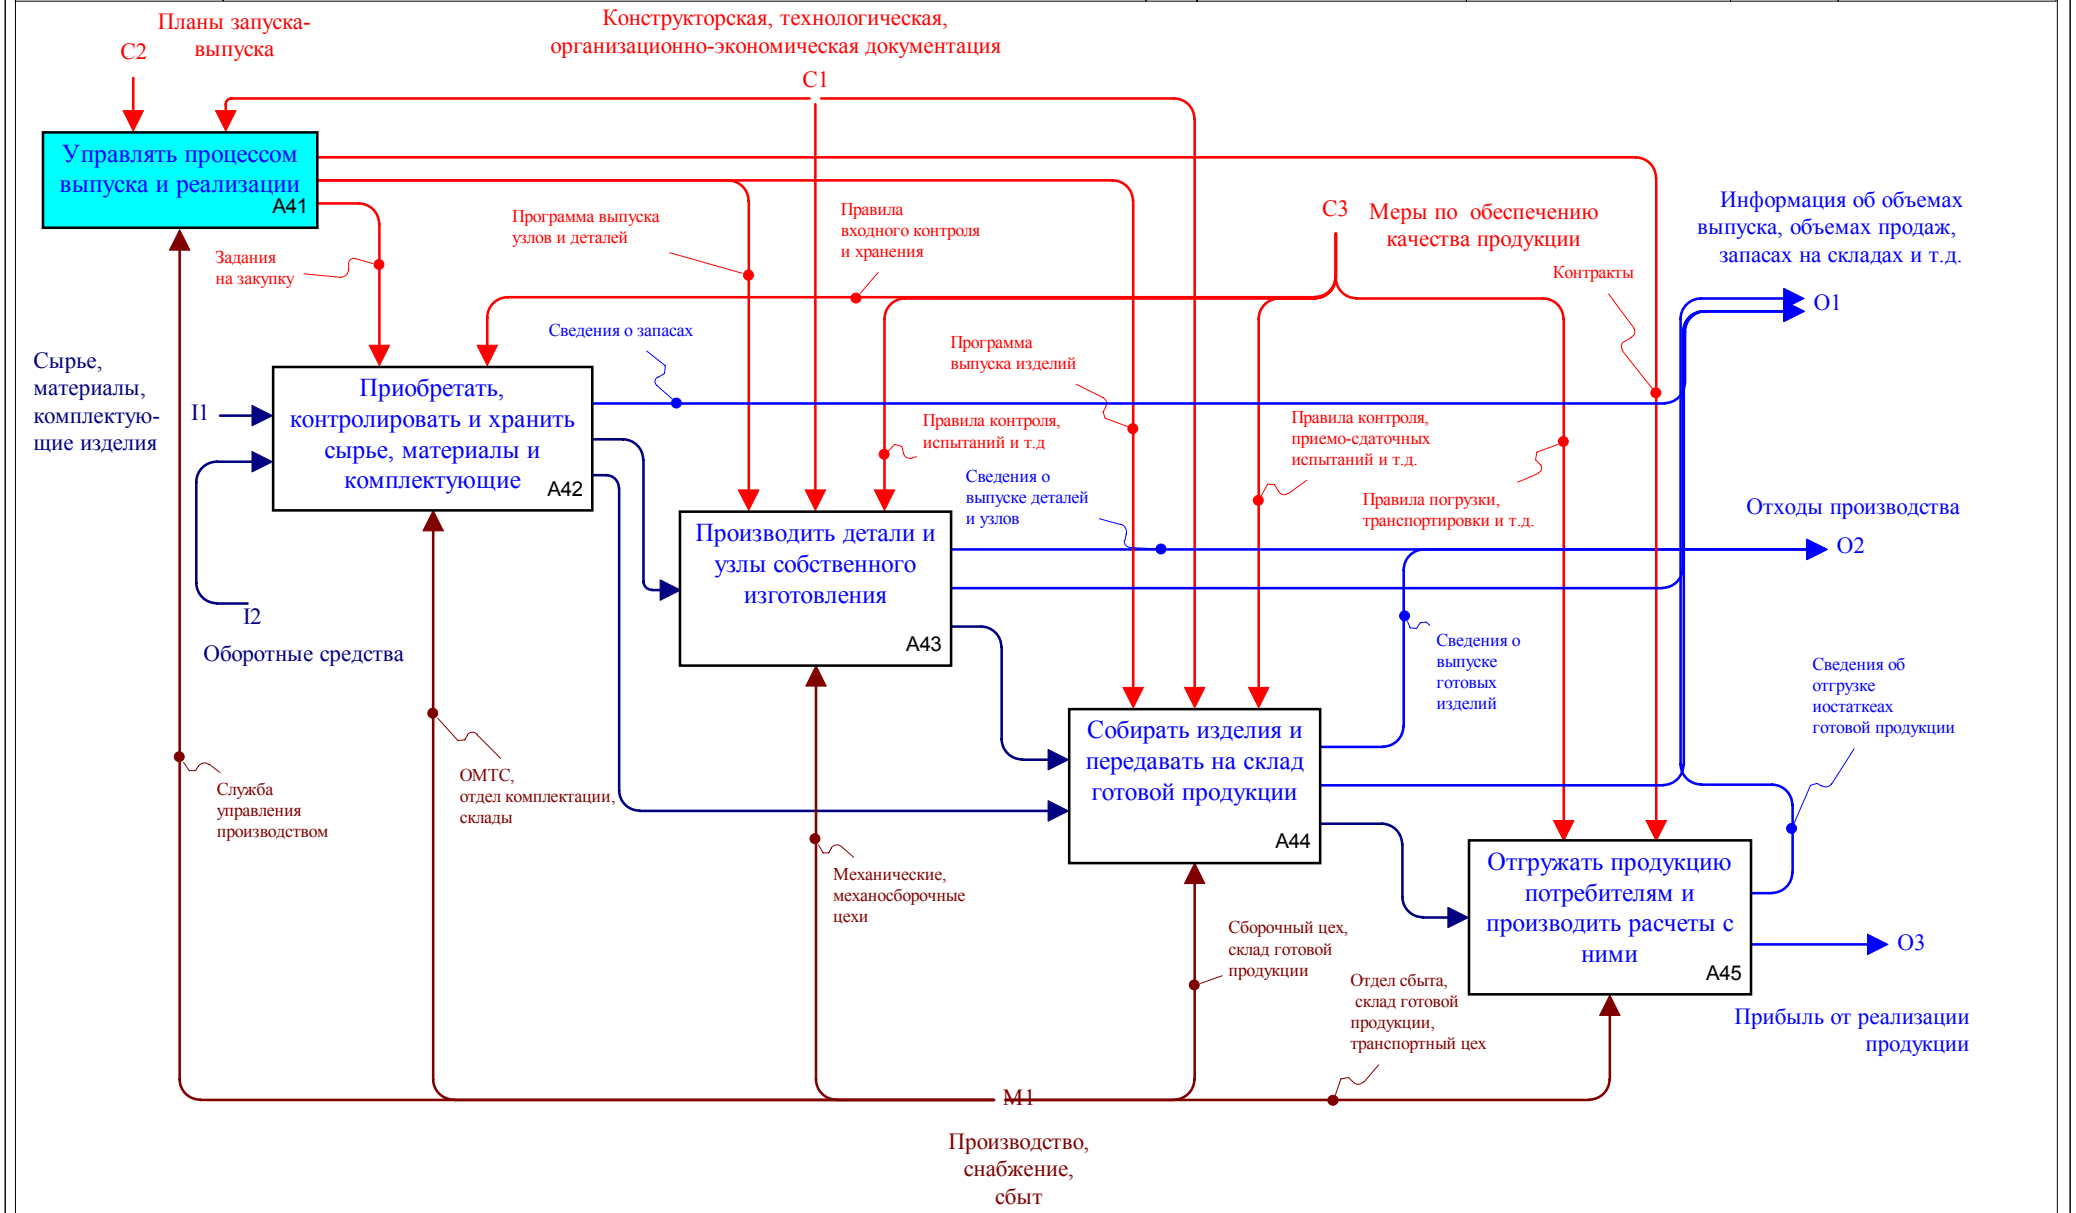 Планы запуска-
выпуска
C2
Конструкторская, технологическая,
организационно-экономическая документация
C1
Управлять процессом
выпуска и реализации
A41
Задания
на закупку
Программа выпуска
узлов и деталей
Правила
входного контроля
и хранения
C3
Меры по обеспечению
качества продукции
Контракты
Информация об объемах
выпуска, объемах продаж,
запасах на складах и т.д.
O1
Сведения о запасах
Сырье,
материалы,
комплектую-
щие изделия
I1
Приобретать,
контролировать и хранить
сырье, материалы и
комплектующие
A42
Программа
выпуска изделий
Правила контроля,
испытаний и т.д
Правила контроля,
приемо-сдаточных
испытаний и т.д.
Сведения о
выпуске деталей
и узлов
Правила погрузки,
транспортировки и т.д.
Отходы производства
O2
I2
Оборотные средства
Производить детали и
узлы собственного
изготовления
A43
Сведения о
выпуске
готовых
изделий
Сведения об
отгрузке
иостаткеах
готовой продукции
Собирать изделия и
передавать на склад
готовой продукции
A44
Служба
управления
производством
ОМТС,
отдел комплектации,
склады
Механические,
механосборочные
цехи
Отгружать продукцию
потребителям и
производить расчеты с
ними
A45
O3
Сборочный цех,
склад готовой
продукции
Отдел сбыта,
склад готовой
продукции,
транспортный цех
Прибыль от реализации
продукции
M1
Производство,
снабжение,
сбыт